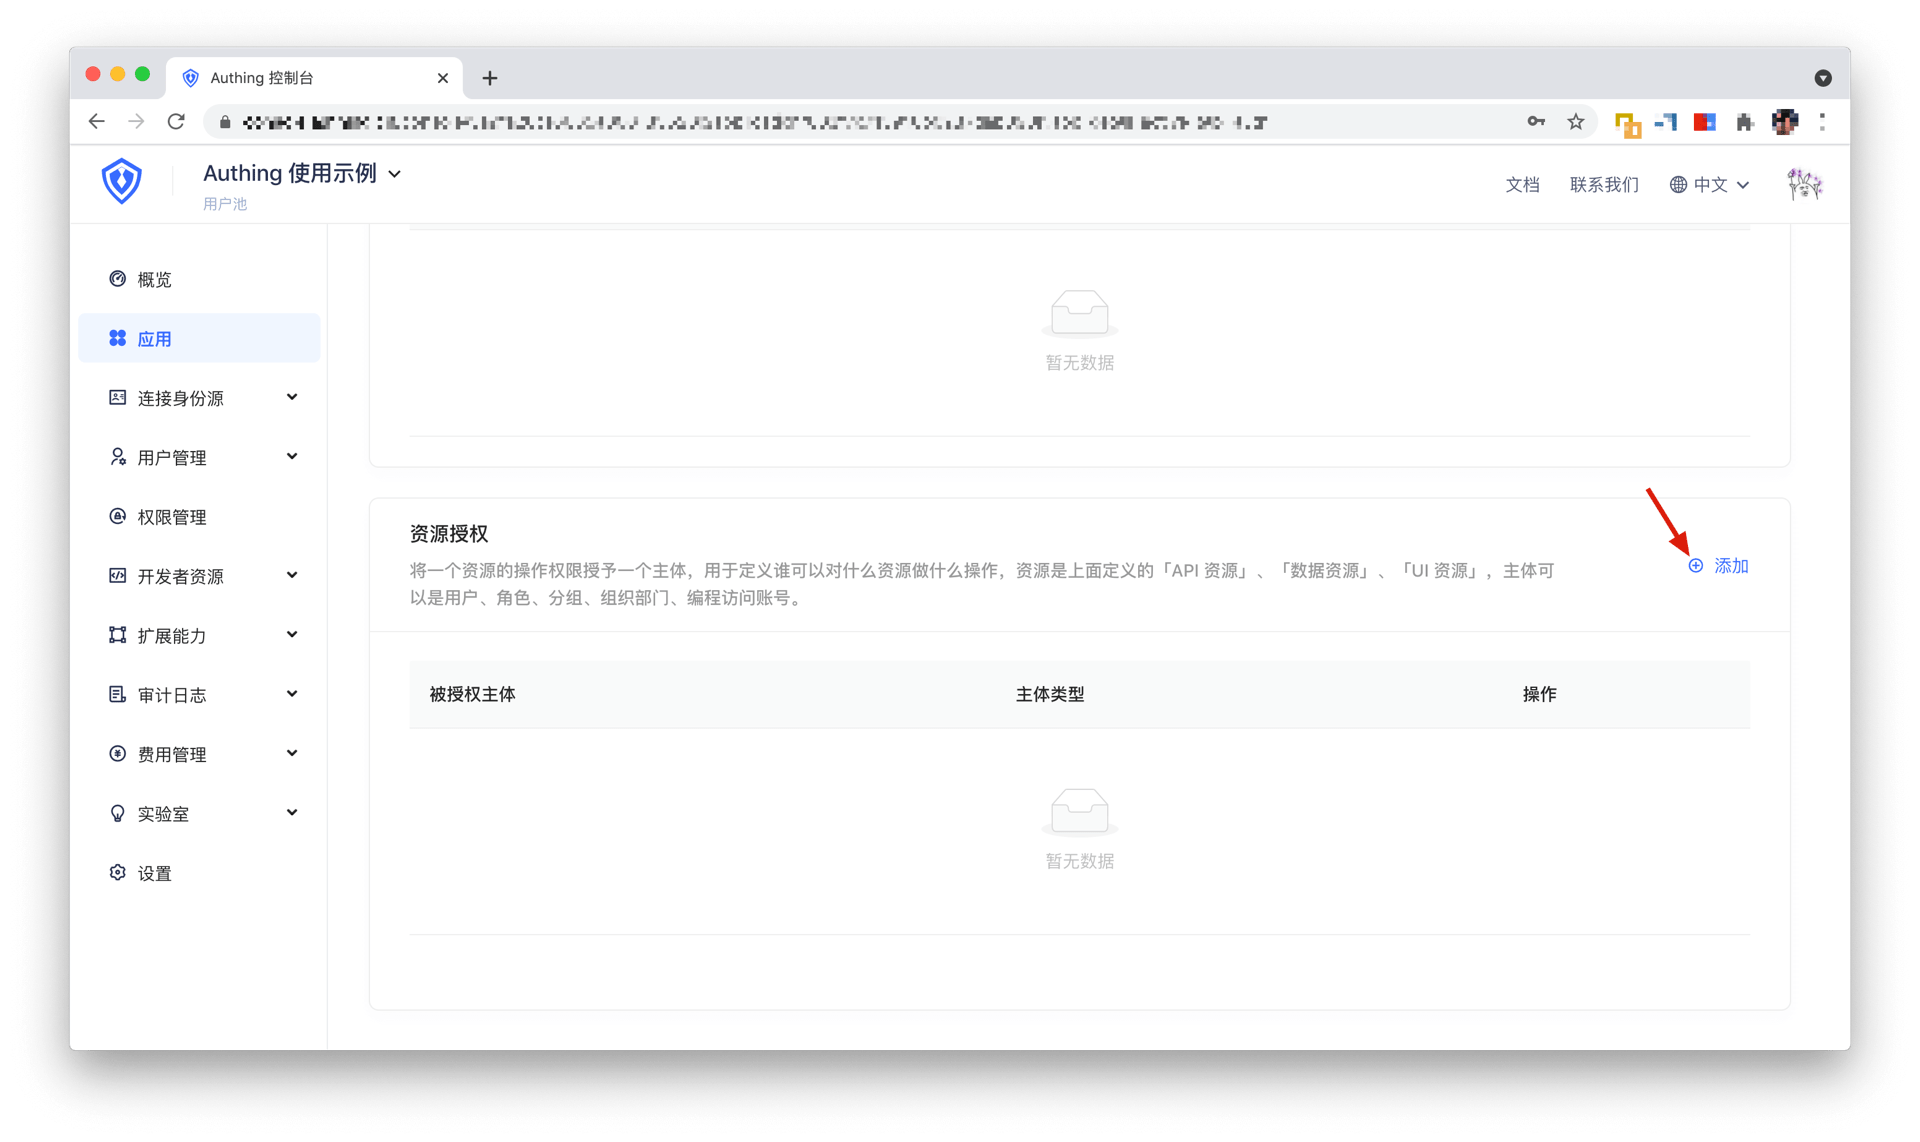 Authing 控制台
Authing 使用示例
用户池
文档 联系我们 中文
概览
应用
连接身份源
用户管理
权限管理
开发者资源
扩展能力
审计日志
费用管理
实验室
设置
暂无数据
资源授权
将一个资源的操作权限授予一个主体，用于定义谁可以对什么资源做什么操作，资源是上面定义的「API 资源」、「数据资源」、「UI 资源」，主体可
以是用户、角色、分组、组织部门、编程访问账号。
添加
被授权主体 主体类型 操作
暂无数据